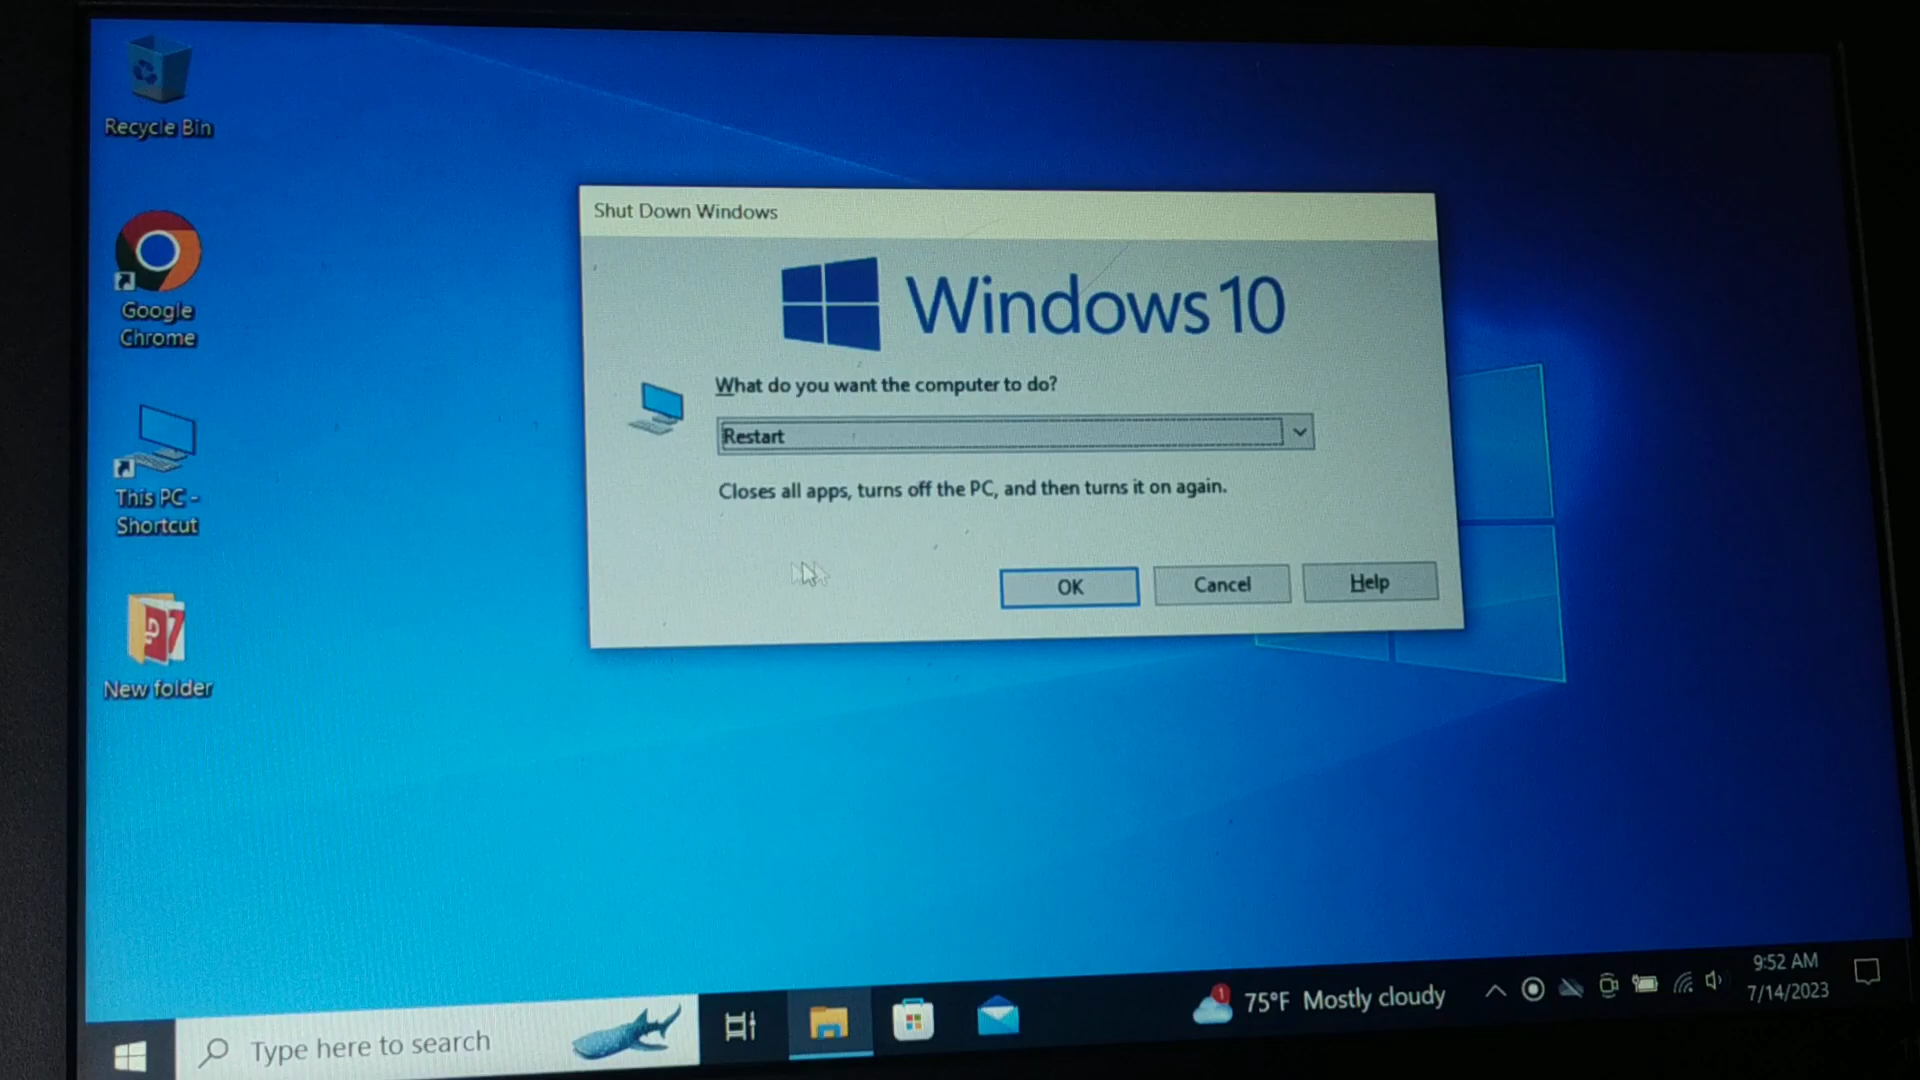 Recycle Bin
Google
Chrome
This PC -
Shortcut
New folder
Shut Down Windows
Windows 10
What do you want the computer to do?
Restart
Closes all apps, turns off the PC, and then turns it on again.
OK
Cancel
Help
Type here to search
1
75°F Mostly cloudy
9:52 AM
7/14/2023